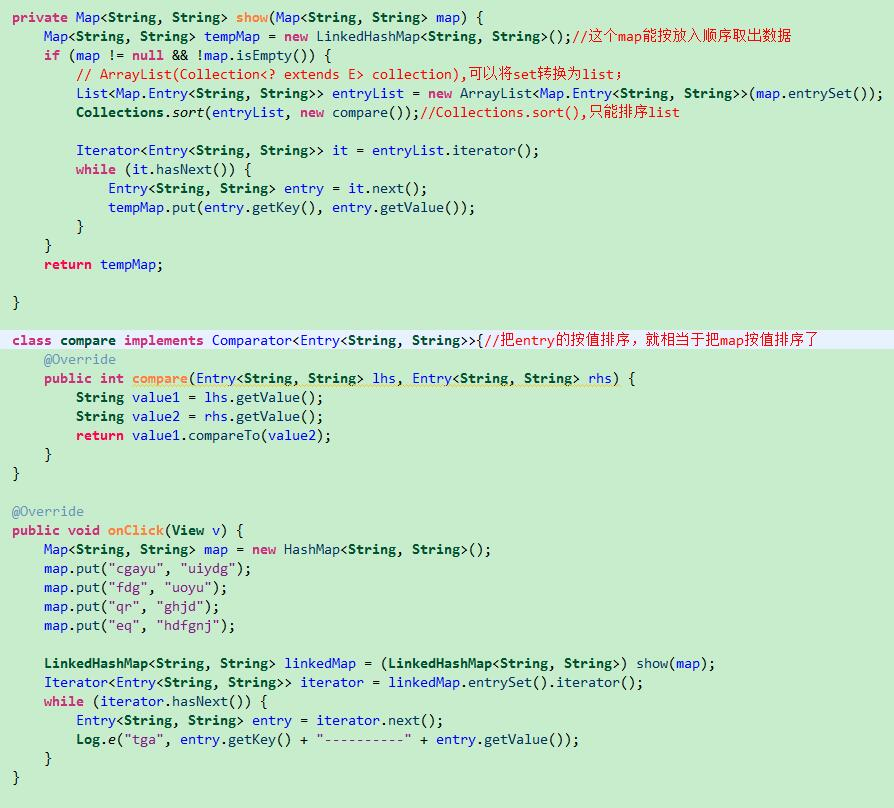 private Map<String, String> show(Map<String, String> map) {
    Map<String, String> tempMap = new LinkedHashMap<String, String>();//这个map能按放入顺序取出数据
    if (map != null && !map.isEmpty()) {
        // ArrayList(Collection<? extends E> collection),可以将set转换为list；
        List<Map.Entry<String, String>> entryList = new ArrayList<Map.Entry<String, String>>(map.entrySet());
        Collections.sort(entryList, new compare());//Collections.sort(),只能排序list
        Iterator<Entry<String, String>> it = entryList.iterator();
        while (it.hasNext()) {
            Entry<String, String> entry = it.next();
            tempMap.put(entry.getKey(), entry.getValue());
        }
    }
    return tempMap;
}
class compare implements Comparator<Entry<String, String>>{//把entry的按值排序，就相当于把map按值排序了
    @Override
    public int compare(Entry<String, String> lhs, Entry<String, String> rhs) {
        String value1 = lhs.getValue();
        String value2 = rhs.getValue();
        return value1.compareTo(value2);
    }
}
@Override
public void onClick(View v) {
    Map<String, String> map = new HashMap<String, String>();
    map.put("cgayu", "uiydg");
    map.put("fdg", "uoyu");
    map.put("qr", "ghjd");
    map.put("eq", "hdfgnj");
    LinkedHashMap<String, String> linkedMap = (LinkedHashMap<String, String>) show(map);
    Iterator<Entry<String, String>> iterator = linkedMap.entrySet().iterator();
    while (iterator.hasNext()) {
        Entry<String, String> entry = iterator.next();
        Log.e("tga", entry.getKey() + "----------" + entry.getValue());
    }
}